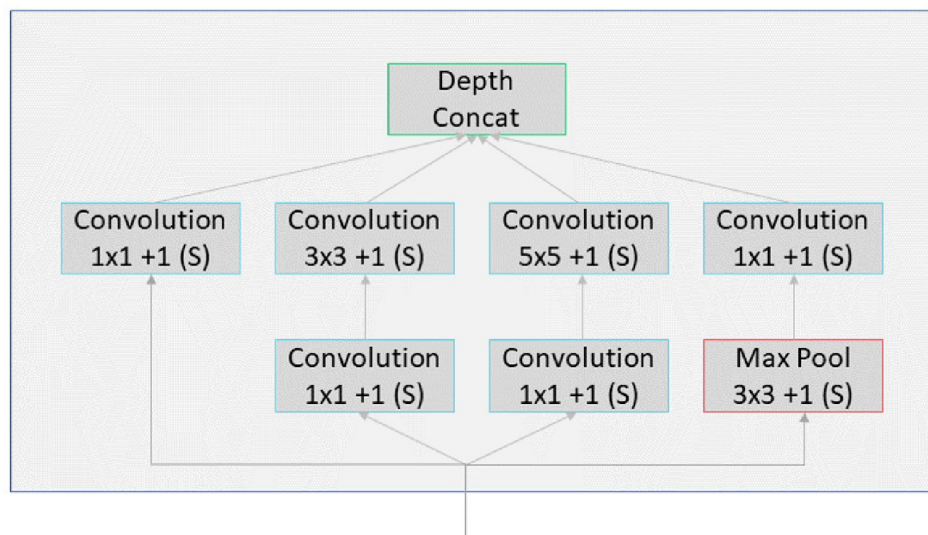 Depth
Concat
Convolution
1x1 +1 (S)
Convolution
3x3 +1 (S)
Convolution
5x5 +1 (S)
Convolution
1x1 +1 (S)
Convolution
1x1 +1 (S)
Convolution
1x1 +1 (S)
Max Pool
3x3 +1 (S)